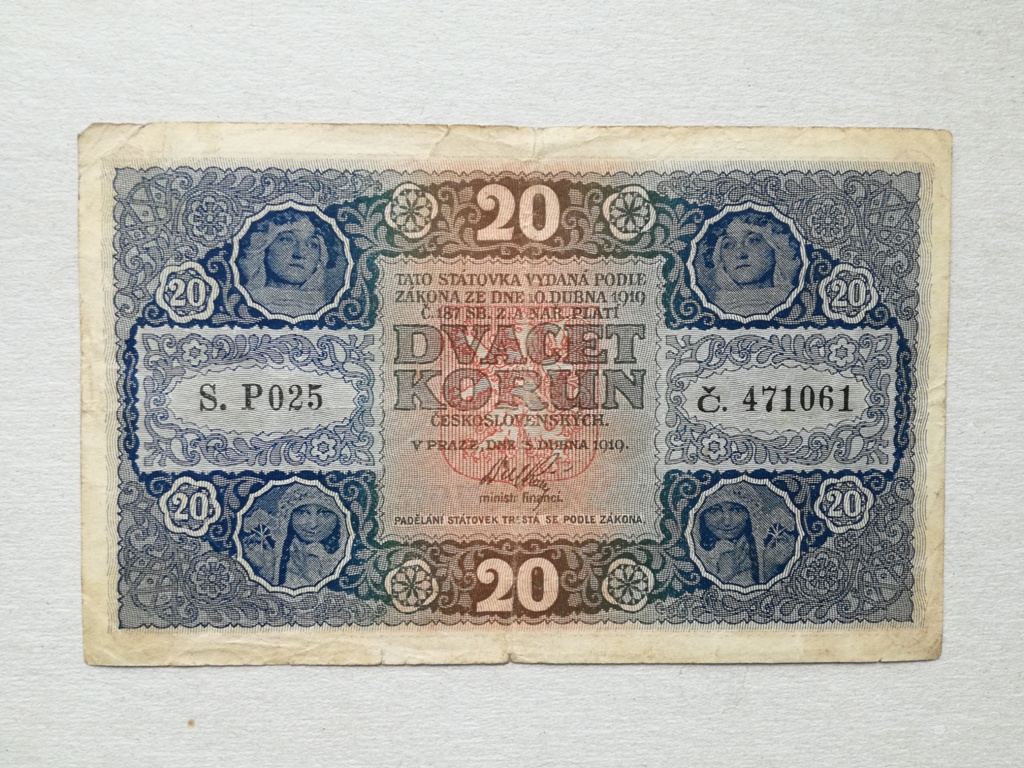 20
20 20
TATO STÁTOVKA VYDANÁ PODLE
ZÁKONA ZE DNE 10. DUBNA 1919
Č. 187 SB. Z. A NAŘ. PLATÍ
DVACET
KORUN
S. P025 Č. 471061
ČESKOSLOVENSKÝCH.
V PRAZE, DNE 15. DUBNA 1919.
ministr financí.
20 20
PADĚLÁNÍ STÁTOVEK TRESTÁ SE PODLE ZÁKONA.
20